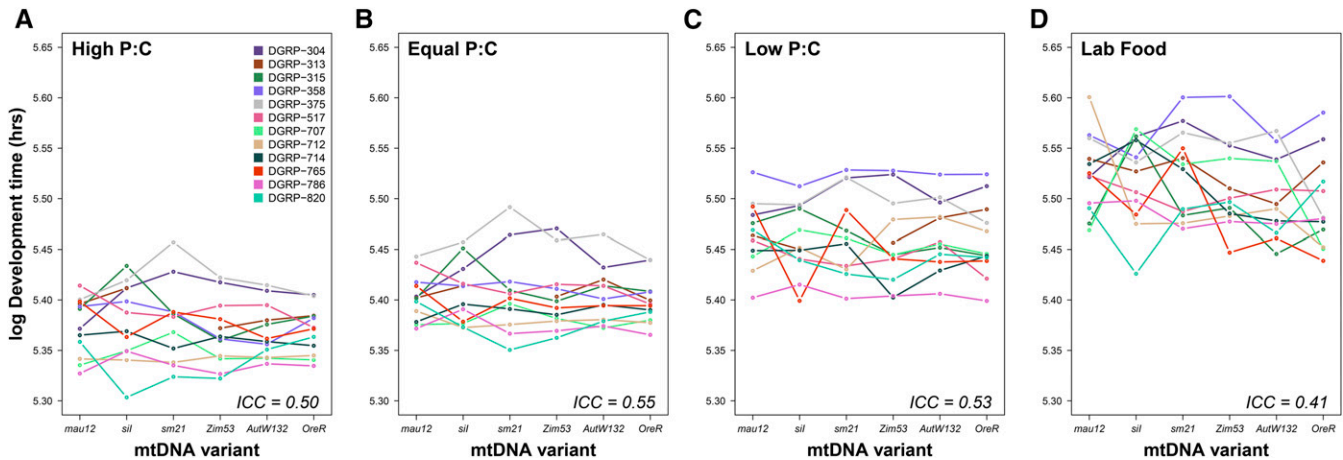 A
High P:C
log Development time (hrs)
5.65
5.60
5.55
5.50
5.45
5.40
5.35
5.30
DGRP-304
DGRP-313
DGRP-315
DGRP-358
DGRP-375
DGRP-517
DGRP-707
DGRP-712
DGRP-714
DGRP-765
DGRP-786
DGRP-820
ICC = 0.50
mau12 sil sm21 Zim53 AutW132 OreR
mtDNA variant
B
Equal P:C
5.65
5.60
5.55
5.50
5.45
5.40
5.35
5.30
ICC = 0.55
mau12 sil sm21 Zim53 AutW132 OreR
mtDNA variant
C
Low P:C
5.65
5.60
5.55
5.50
5.45
5.40
5.35
5.30
ICC = 0.53
mau12 sil sm21 Zim53 AutW132 OreR
mtDNA variant
D
Lab Food
5.65
5.60
5.55
5.50
5.45
5.40
5.35
5.30
ICC = 0.41
mau12 sil sm21 Zim53 AutW132 OreR
mtDNA variant